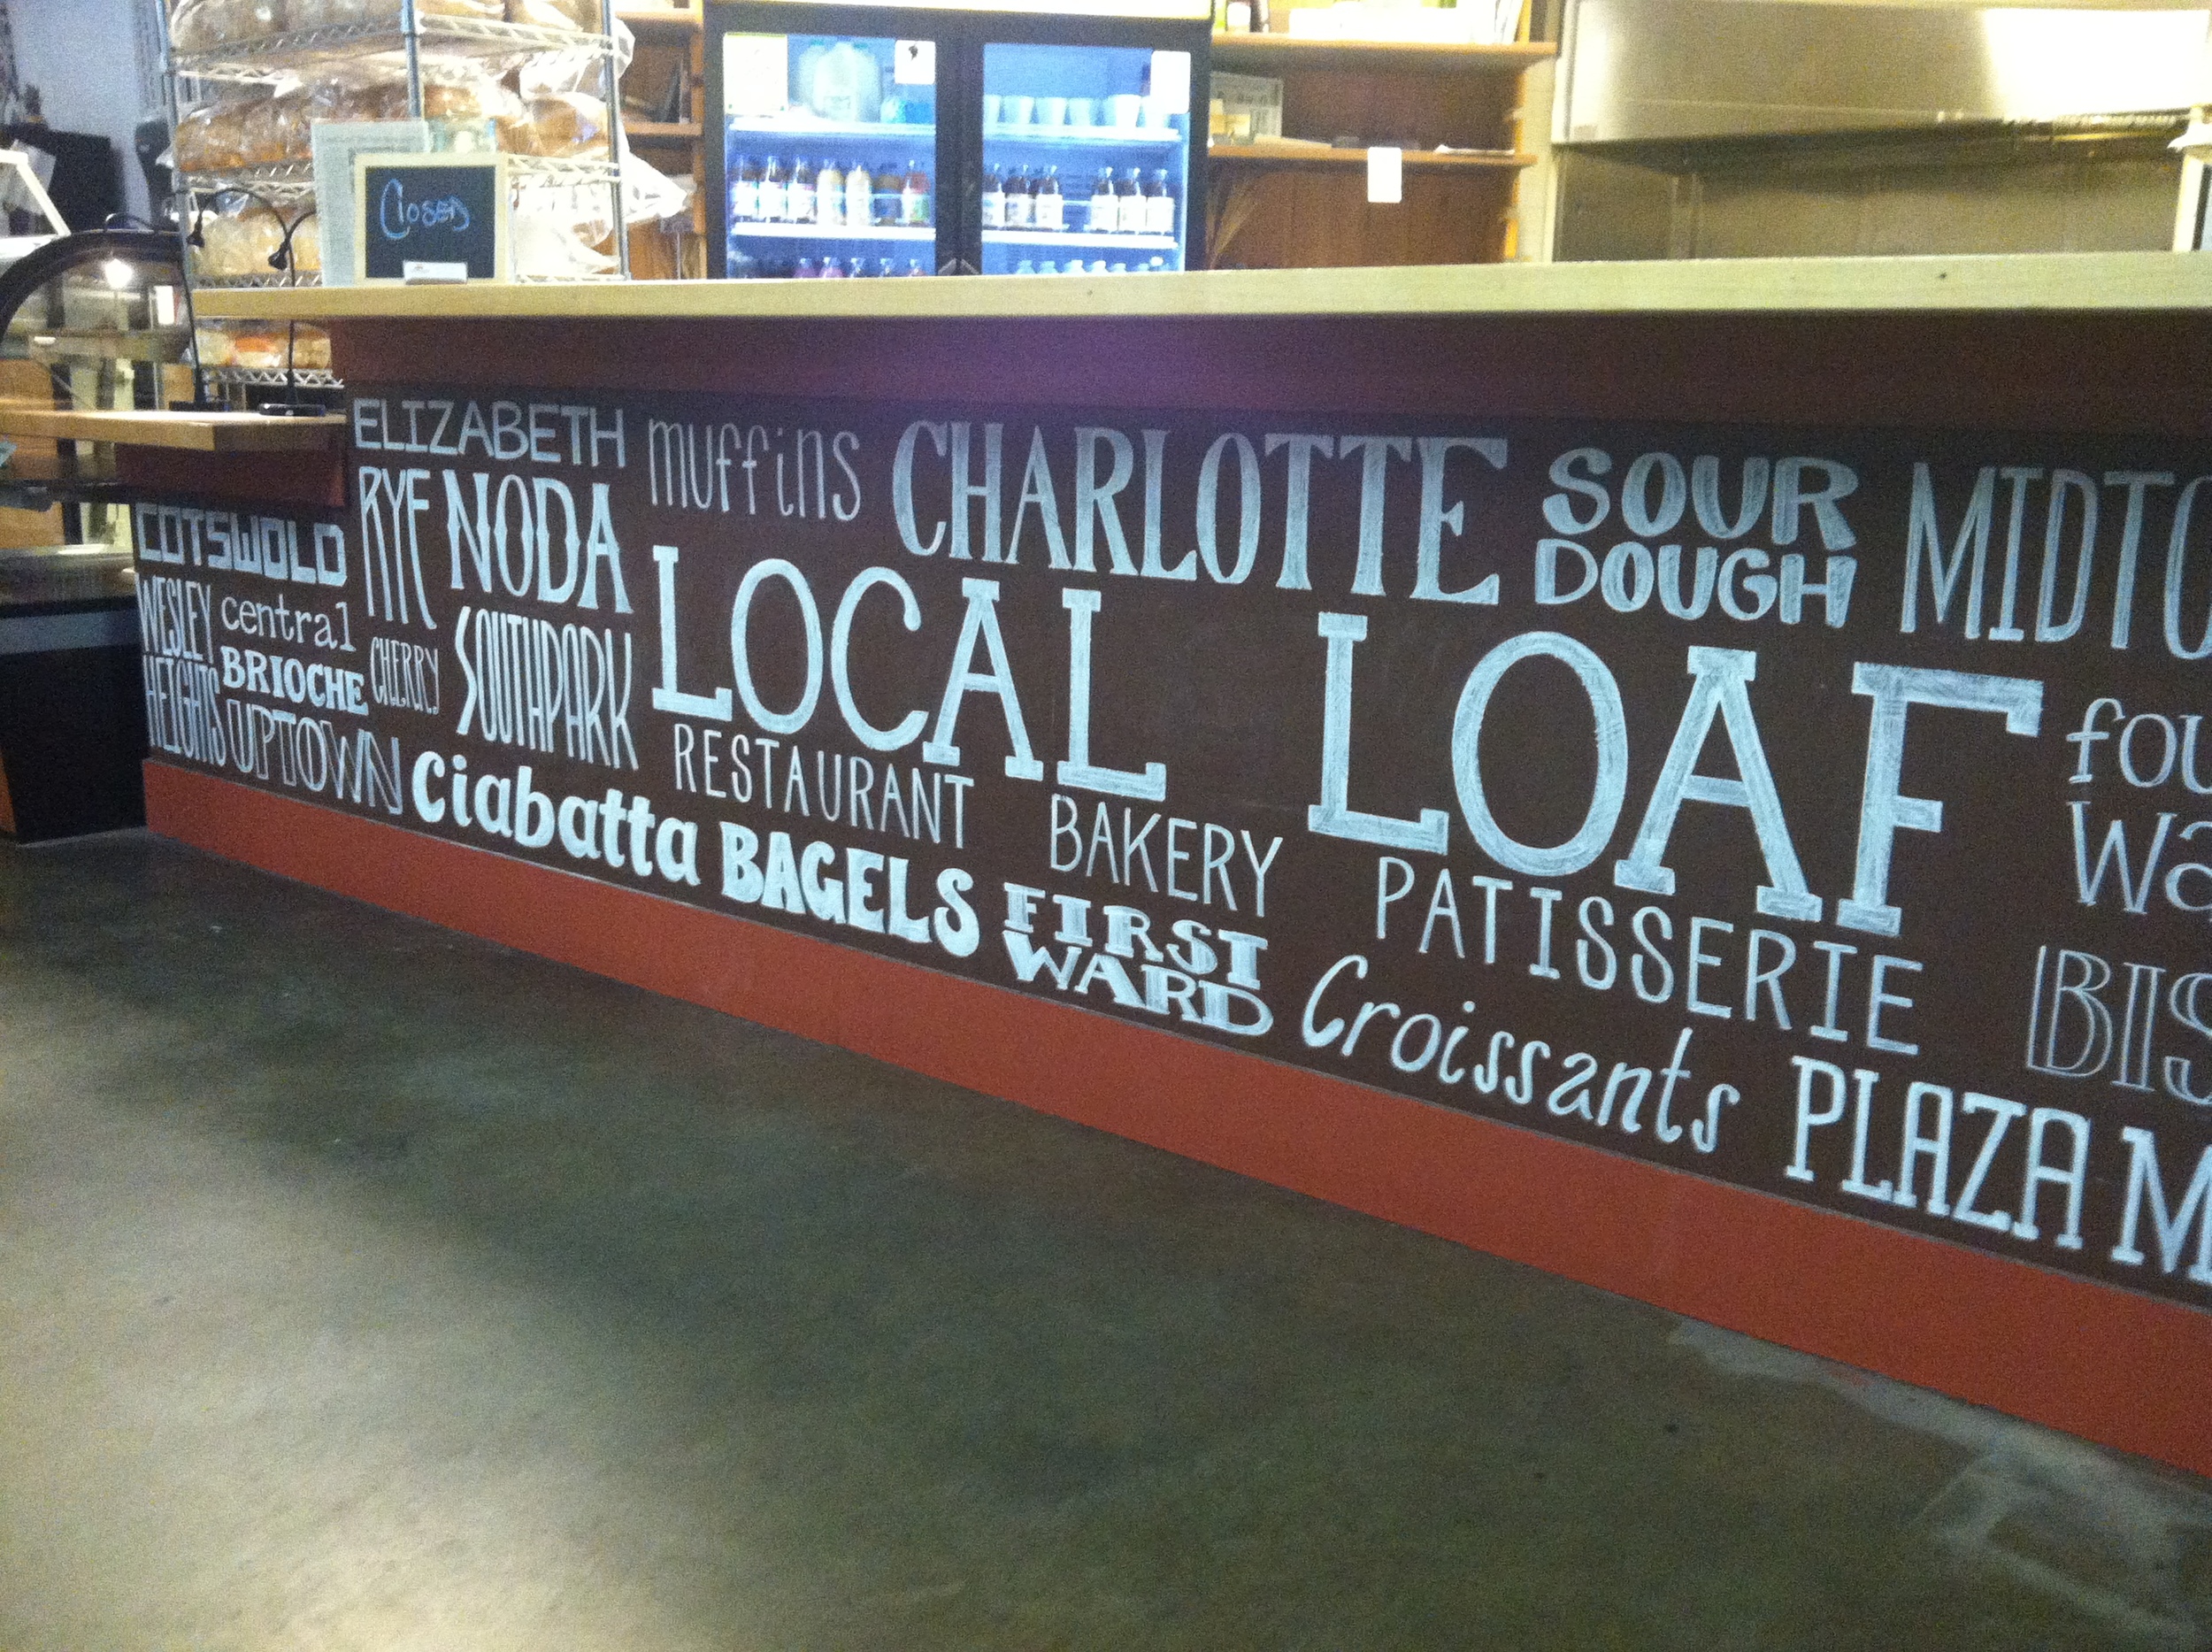 Closed
ELIZABETH muffins CHARLOTTE SOUR
DOUGH
RYE NODA
COTSWOLD
LOCAL LOAF
WESLEY
HEIGHTS
central
BRIOCHE
CHERRY
SOUTHPARK
UPTOWN
RESTAURANT BAKERY PATISSERIE
Ciabatta BAGELS FIRST
WARD
Croissants PLAZA